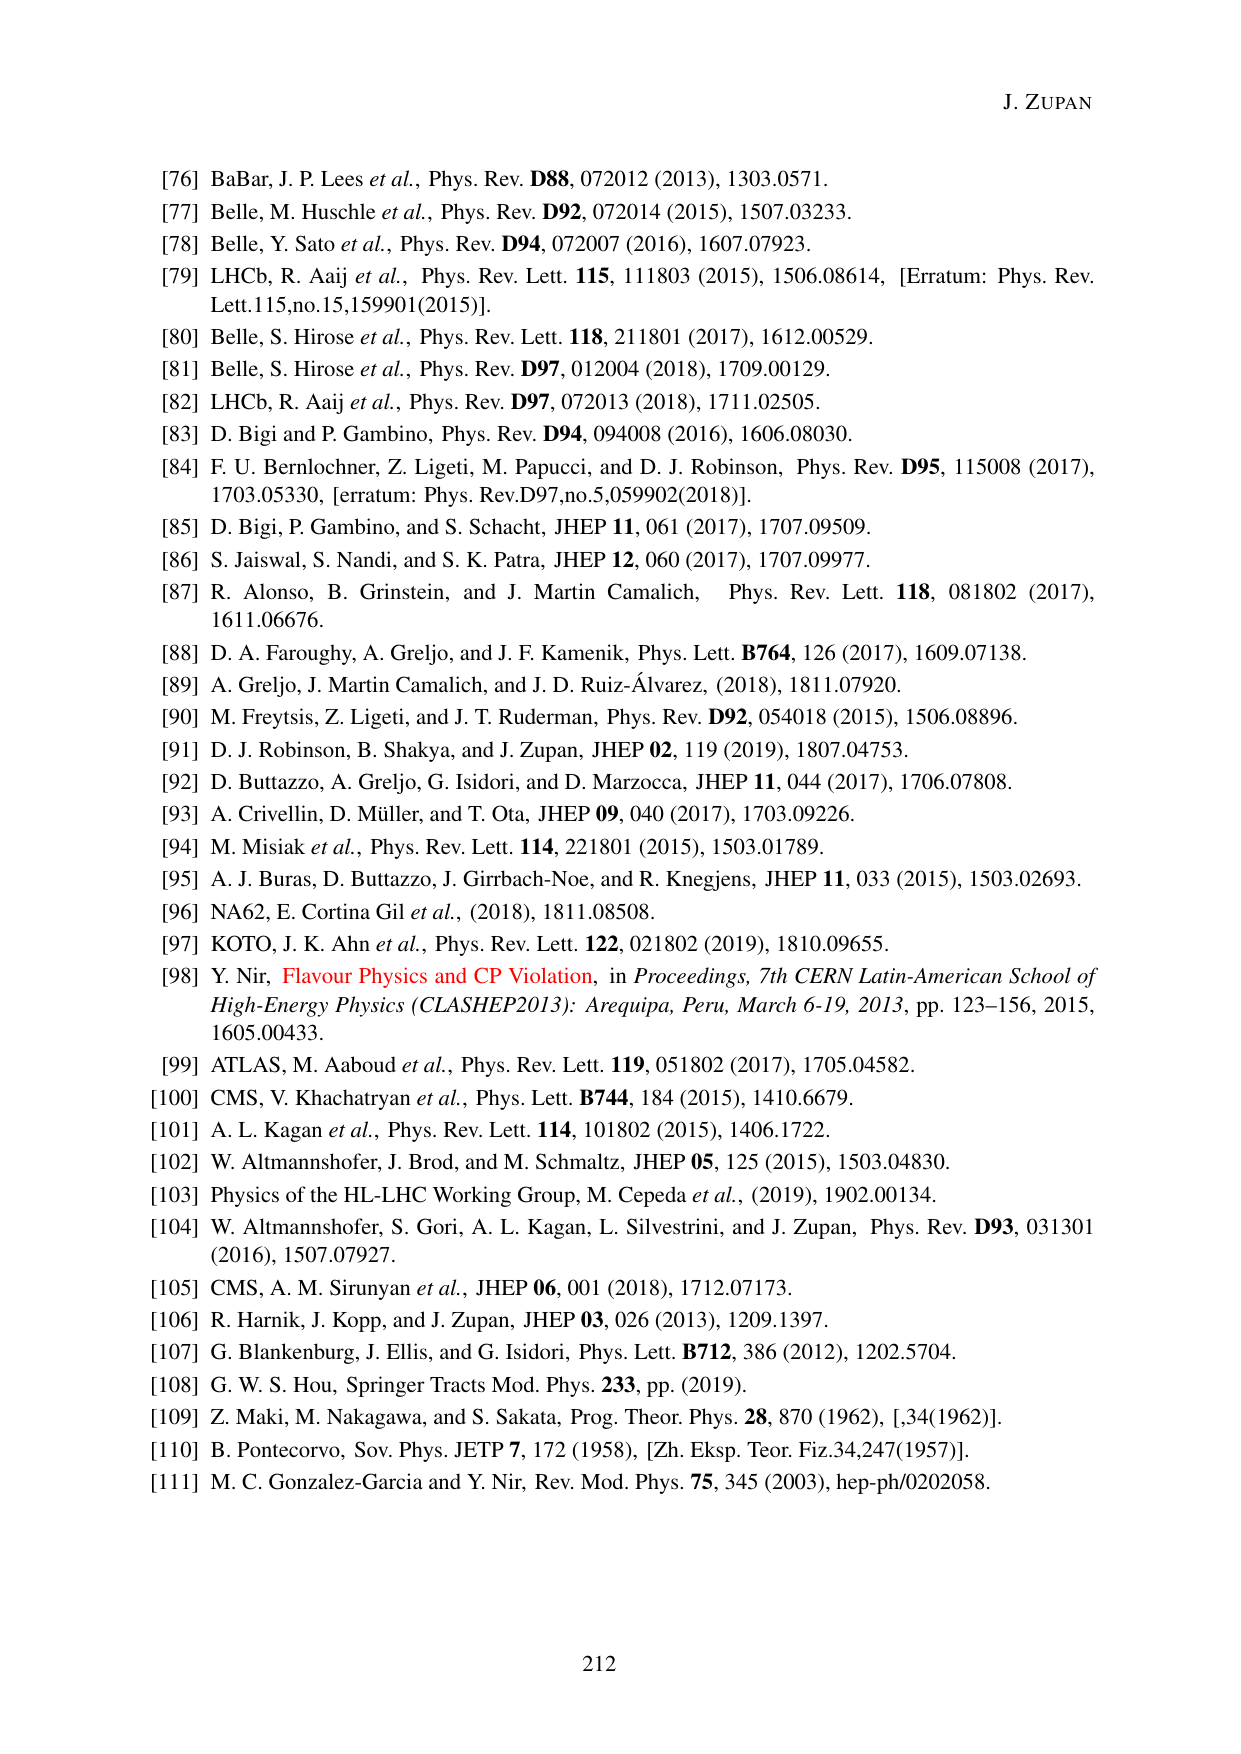 J. ZUPAN
[76] BaBar, J. P. Lees et al., Phys. Rev. D88, 072012 (2013), 1303.0571.
[77] Belle, M. Huschle et al., Phys. Rev. D92, 072014 (2015), 1507.03233.
[78] Belle, Y. Sato et al., Phys. Rev. D94, 072007 (2016), 1607.07923.
[79] LHCb, R. Aaij et al., Phys. Rev. Lett. 115, 111803 (2015), 1506.08614, [Erratum: Phys. Rev.
Lett.115,no.15,159901(2015)].
[80] Belle, S. Hirose et al., Phys. Rev. Lett. 118, 211801 (2017), 1612.00529.
[81] Belle, S. Hirose et al., Phys. Rev. D97, 012004 (2018), 1709.00129.
[82] LHCb, R. Aaij et al., Phys. Rev. D97, 072013 (2018), 1711.02505.
[83] D. Bigi and P. Gambino, Phys. Rev. D94, 094008 (2016), 1606.08030.
[84] F. U. Bernlochner, Z. Ligeti, M. Papucci, and D. J. Robinson, Phys. Rev. D95, 115008 (2017),
1703.05330, [erratum: Phys. Rev.D97,no.5,059902(2018)].
[85] D. Bigi, P. Gambino, and S. Schacht, JHEP 11, 061 (2017), 1707.09509.
[86] S. Jaiswal, S. Nandi, and S. K. Patra, JHEP 12, 060 (2017), 1707.09977.
[87] R. Alonso, B. Grinstein, and J. Martin Camalich, Phys. Rev. Lett. 118, 081802 (2017),
1611.06676.
[88] D. A. Faroughy, A. Greljo, and J. F. Kamenik, Phys. Lett. B764, 126 (2017), 1609.07138.
[89] A. Greljo, J. Martin Camalich, and J. D. Ruiz-Álvarez, (2018), 1811.07920.
[90] M. Freytsis, Z. Ligeti, and J. T. Ruderman, Phys. Rev. D92, 054018 (2015), 1506.08896.
[91] D. J. Robinson, B. Shakya, and J. Zupan, JHEP 02, 119 (2019), 1807.04753.
[92] D. Buttazzo, A. Greljo, G. Isidori, and D. Marzocca, JHEP 11, 044 (2017), 1706.07808.
[93] A. Crivellin, D. Müller, and T. Ota, JHEP 09, 040 (2017), 1703.09226.
[94] M. Misiak et al., Phys. Rev. Lett. 114, 221801 (2015), 1503.01789.
[95] A. J. Buras, D. Buttazzo, J. Girrbach-Noe, and R. Knegjens, JHEP 11, 033 (2015), 1503.02693.
[96] NA62, E. Cortina Gil et al., (2018), 1811.08508.
[97] KOTO, J. K. Ahn et al., Phys. Rev. Lett. 122, 021802 (2019), 1810.09655.
[98] Y. Nir, Flavour Physics and CP Violation, in Proceedings, 7th CERN Latin-American School of
High-Energy Physics (CLASHEP2013): Arequipa, Peru, March 6-19, 2013, pp. 123–156, 2015,
1605.00433.
[99] ATLAS, M. Aaboud et al., Phys. Rev. Lett. 119, 051802 (2017), 1705.04582.
[100] CMS, V. Khachatryan et al., Phys. Lett. B744, 184 (2015), 1410.6679.
[101] A. L. Kagan et al., Phys. Rev. Lett. 114, 101802 (2015), 1406.1722.
[102] W. Altmannshofer, J. Brod, and M. Schmaltz, JHEP 05, 125 (2015), 1503.04830.
[103] Physics of the HL-LHC Working Group, M. Cepeda et al., (2019), 1902.00134.
[104] W. Altmannshofer, S. Gori, A. L. Kagan, L. Silvestrini, and J. Zupan, Phys. Rev. D93, 031301
(2016), 1507.07927.
[105] CMS, A. M. Sirunyan et al., JHEP 06, 001 (2018), 1712.07173.
[106] R. Harnik, J. Kopp, and J. Zupan, JHEP 03, 026 (2013), 1209.1397.
[107] G. Blankenburg, J. Ellis, and G. Isidori, Phys. Lett. B712, 386 (2012), 1202.5704.
[108] G. W. S. Hou, Springer Tracts Mod. Phys. 233, pp. (2019).
[109] Z. Maki, M. Nakagawa, and S. Sakata, Prog. Theor. Phys. 28, 870 (1962), [,34(1962)].
[110] B. Pontecorvo, Sov. Phys. JETP 7, 172 (1958), [Zh. Eksp. Teor. Fiz.34,247(1957)].
[111] M. C. Gonzalez-Garcia and Y. Nir, Rev. Mod. Phys. 75, 345 (2003), hep-ph/0202058.
212